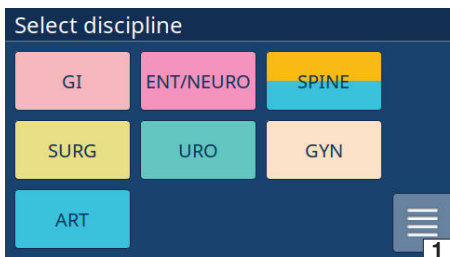 Select discipline
GI ENT/NEURO SPINE
SURG URO GYN
ART
1